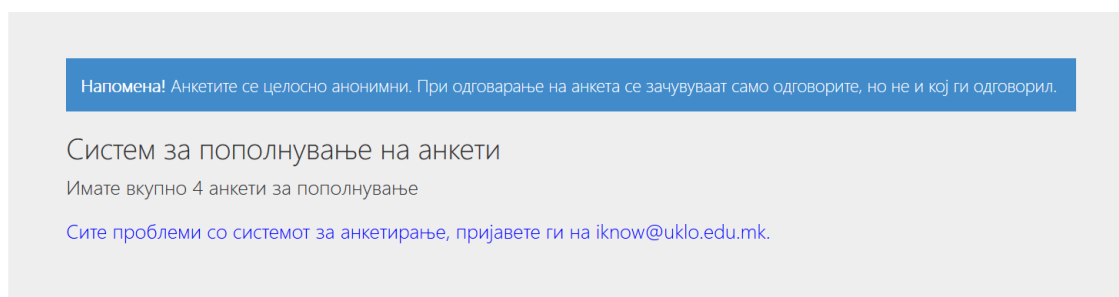 Напомена! Анкетите се целосно анонимни. При одговарање на анкета се зачувуваат само одговорите, но не и кој ги одговорил.
Систем за пополнување на анкети
Имате вкупно 4 анкети за пополнување
Сите проблеми со системот за анкетирање, пријавете ги на iknow@uklo.edu.mk.